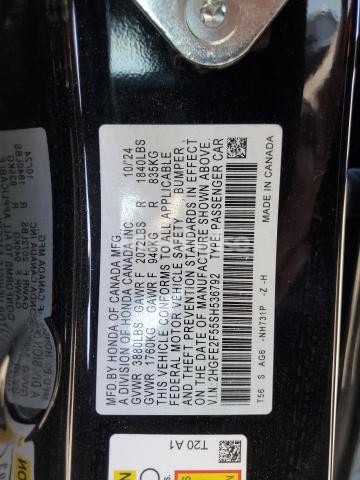 MFD.BY HONDA OF CANADA MFG.
A DIVISION OF HONDA CANADA INC 10/'24
GVWR 3880LBS GAWR F 2072LBS R 1840LBS
GVWR 1760KG GAWR F 940KG R 835KG
THIS VEHICLE CONFORMS TO ALL APPLICABLE
FEDERAL MOTOR VEHICLE SAFETY, BUMPER,
AND THEFT PREVENTION STANDARDS IN EFFECT
ON THE DATE OF MANUFACTURE SHOWN ABOVE.
V.I.N: 2HGFE2F55SH536792 TYPE: PASSENGER CAR
T56 S AG6 -NH731P -Z -H MADE IN CANADA
T20 A1